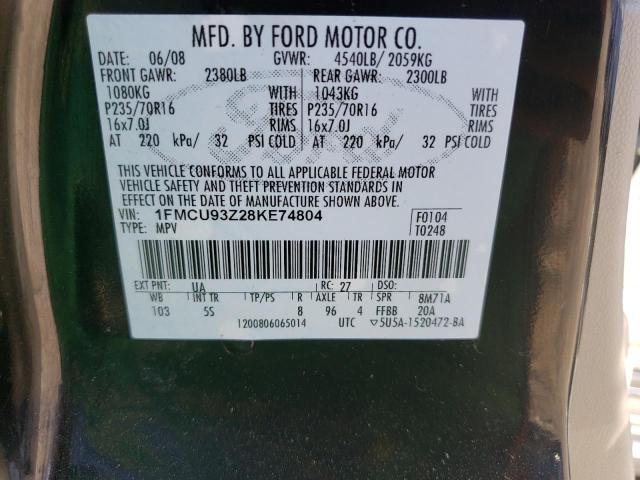 MFD. BY FORD MOTOR CO.
DATE: 06/08 GVWR: 4540LB/ 2059KG
FRONT GAWR: 2380LB REAR GAWR: 2300LB
1080KG 1043KG
P235/70R16 TIRES P235/70R16 TIRES
16x7.0J RIMS 16x7.0J RIMS
AT 220 kPa/ 32 PSI COLD AT 220 kPa/ 32 PSI COLD
THIS VEHICLE CONFORMS TO ALL APPLICABLE FEDERAL MOTOR
VEHICLE SAFETY AND THEFT PREVENTION STANDARDS IN
EFFECT ON THE DATE OF MANUFACTURE SHOWN ABOVE.
VIN: 1FMCU93Z28KE74804 F0104
TYPE: MPV T0248
EXT PNT: UA RC: 27 DSO:
WB INT TR TP/PS R AXLE TR SPR 8M71A
103 5S 8 96 4 FFBB 20A
1200806065014 UTC ▽5U5A-1520472-BA